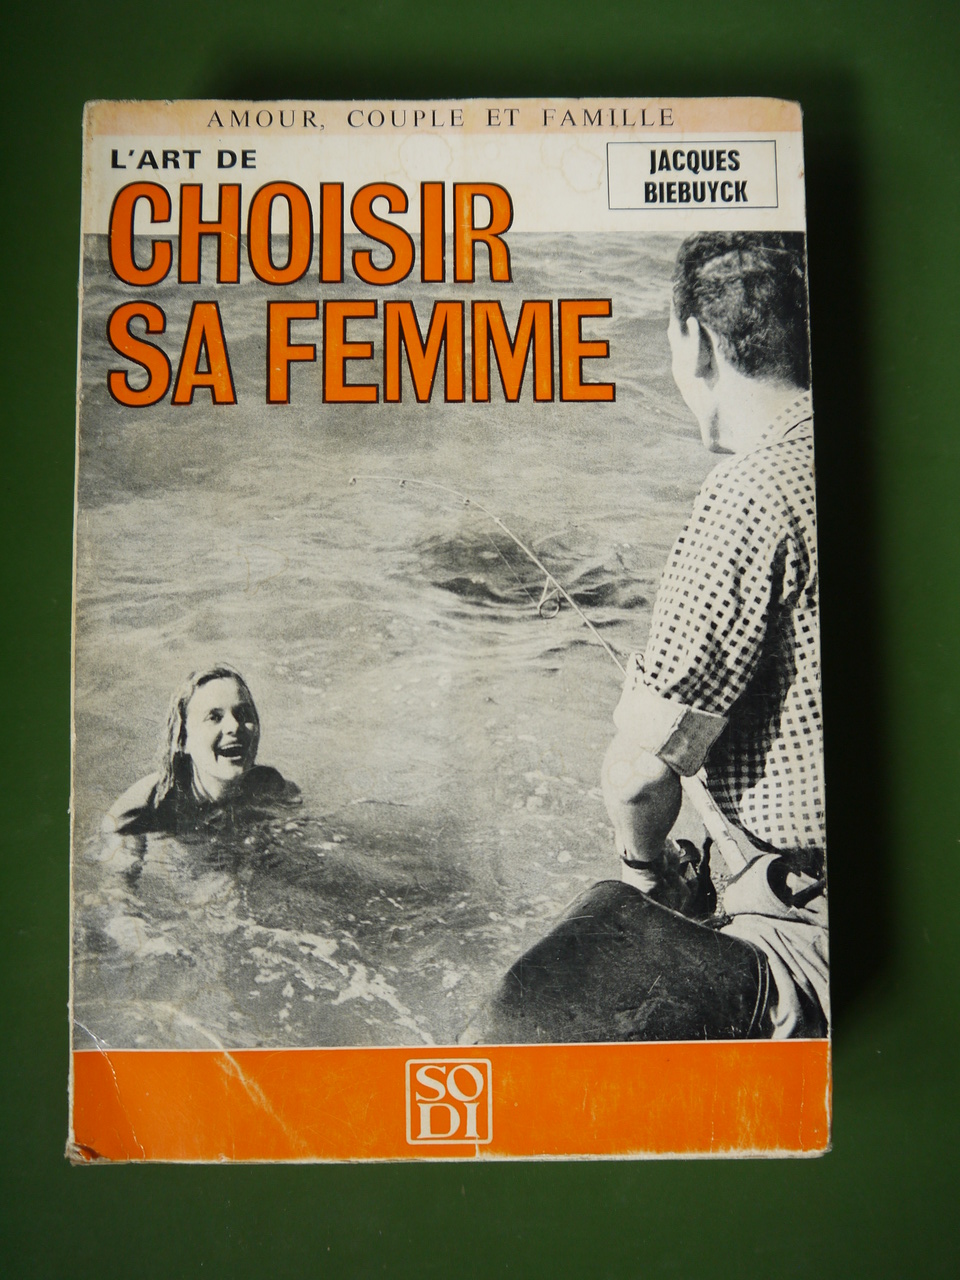 AMOUR, COUPLE ET FAMILLE
L'ART DE
CHOISIR
SA FEMME
JACQUES
BIEBUYCK
SO
DI